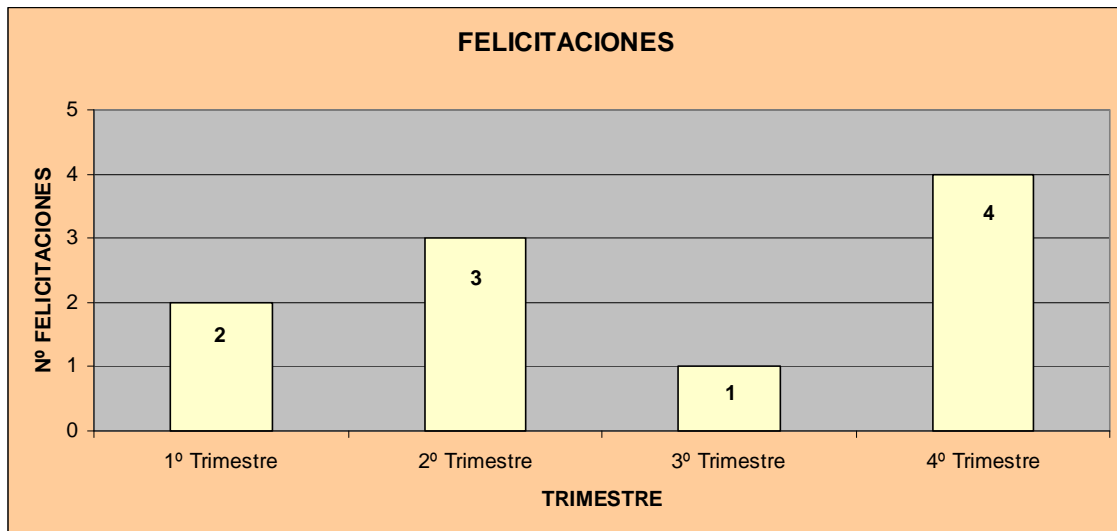 FELICITACIONES
5
4
3
2
1
0
Nº FELICITACIONES
2
3
1
4
1º Trimestre
2º Trimestre
3º Trimestre
4º Trimestre
TRIMESTRE